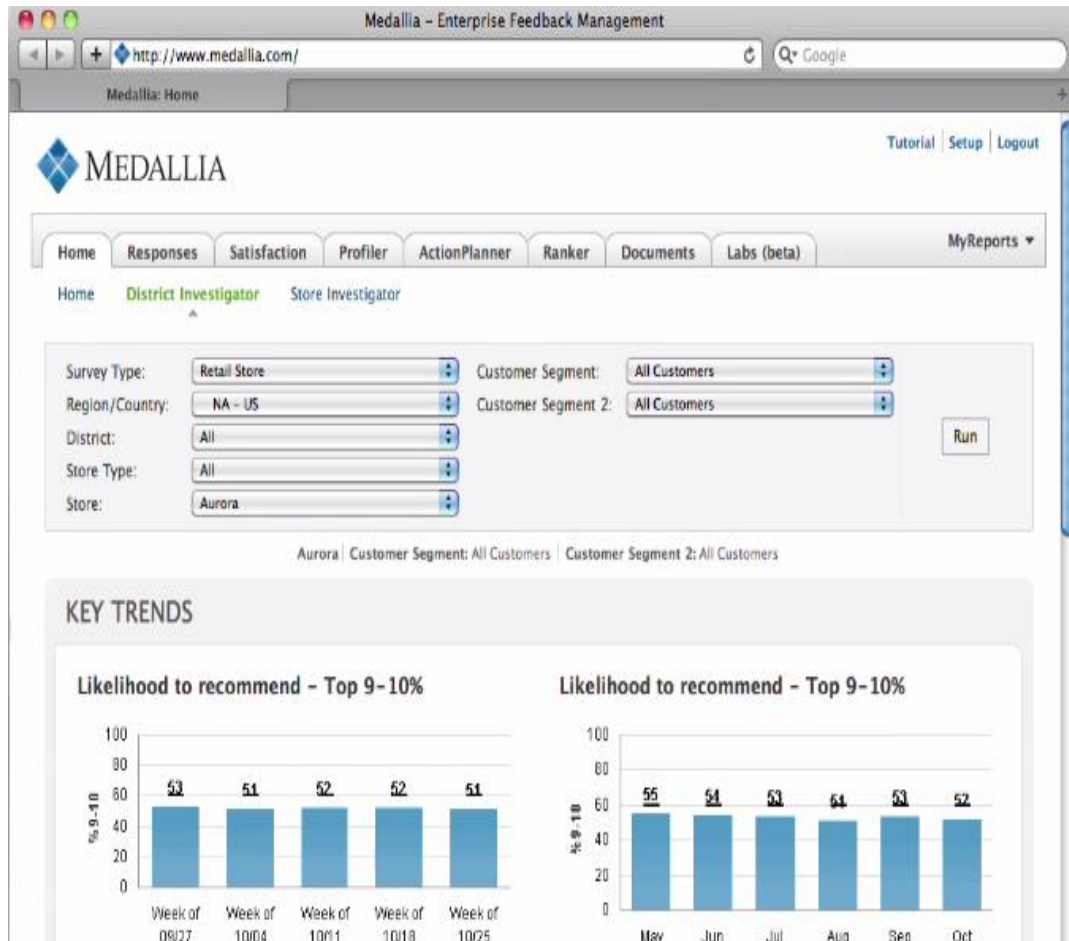 Medallia – Enterprise Feedback Management
http://www.medallia.com/
Google
Medallia: Home
Tutorial | Setup | Logout
MEDALLIA
Home Responses Satisfaction Profiler ActionPlanner Ranker Documents Labs (beta) MyReports
Home District Investigator Store Investigator
Survey Type: Retail Store Customer Segment: All Customers
Region/Country: NA – US Customer Segment 2: All Customers
District: All
Run
Store Type: All
Store: Aurora
Aurora | Customer Segment: All Customers | Customer Segment 2: All Customers
KEY TRENDS
Likelihood to recommend – Top 9–10%
100
80
60
40
20
0
% 9-10
53 51 52 52 51
Week of 09/27 Week of 10/04 Week of 10/11 Week of 10/18 Week of 10/25
Likelihood to recommend – Top 9–10%
100
80
60
40
20
0
% 9-10
55 54 53 51 53 52
May Jun Jul Aug Sep Oct